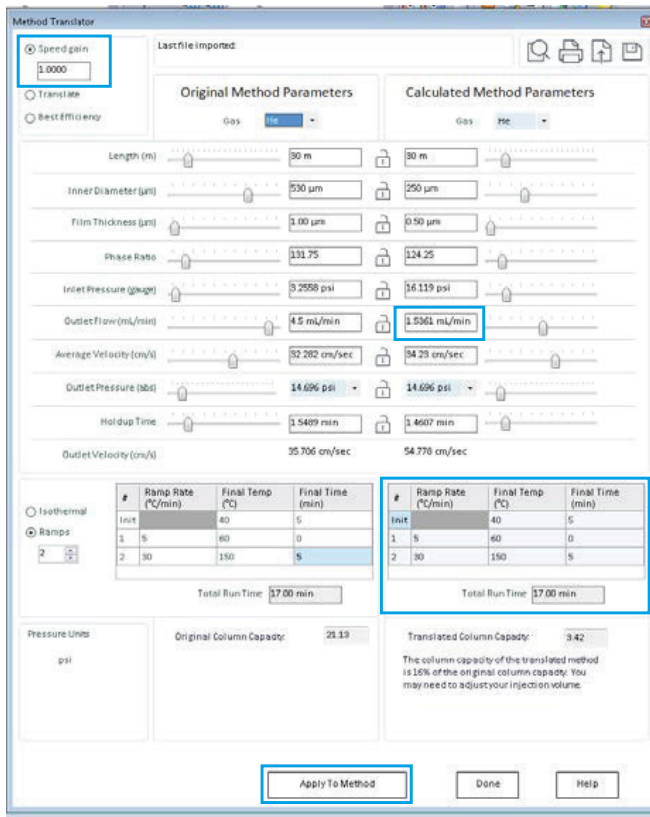 Method Translator
Speed gain
Last file imported:
1.0000
Translate
Best Efficiency
Original Method Parameters
Calculated Method Parameters
Gas He
Gas He
Length (m) 30 m 30 m
Inner Diameter (µm) 530 µm 250 µm
Film Thickness (µm) 1.00 µm 0.50 µm
Phase Ratio 131.75 124.25
Inlet Pressure (gauge) 3.2558 psi 16.119 psi
Outlet Flow (mL/min) 4.5 mL/min 1.5361 mL/min
Average Velocity (cm/s) 32.282 cm/sec 34.23 cm/sec
Outlet Pressure (abs) 14.696 psi 14.696 psi
Holdup Time 1.5489 min 1.4607 min
Outlet Velocity (cm/s) 35.706 cm/sec 54.778 cm/sec
Isothermal
Ramps
2
# Ramp Rate (°C/min) Final Temp (°C) Final Time (min)
Init 40 5
1 5 60 0
2 30 150 5
Total Run Time 17.00 min
# Ramp Rate (°C/min) Final Temp (°C) Final Time (min)
Init 40 5
1 5 60 0
2 30 150 5
Total Run Time 17.00 min
Pressure Units
psi
Original Column Capacity: 21.13
Translated Column Capacity: 3.42
The column capacity of the translated method
is 16% of the original column capacity. You
may need to adjust your injection volume.
Apply To Method
Done
Help